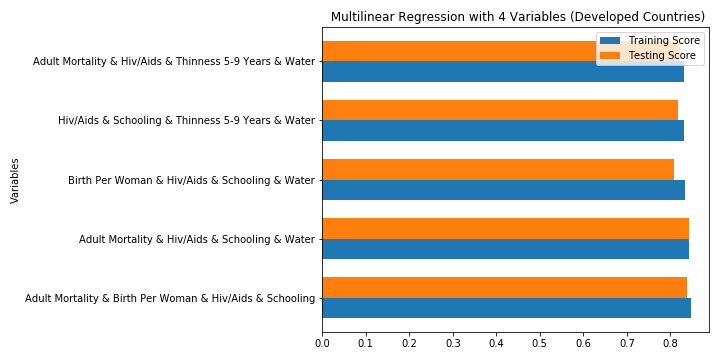 Multilinear Regression with 4 Variables (Developed Countries)
Training Score
Testing Score
Adult Mortality & Hiv/Aids & Thinness 5-9 Years & Water
Hiv/Aids & Schooling & Thinness 5-9 Years & Water
Birth Per Woman & Hiv/Aids & Schooling & Water
Adult Mortality & Hiv/Aids & Schooling & Water
Adult Mortality & Birth Per Woman & Hiv/Aids & Schooling
Variables
0.0 0.1 0.2 0.3 0.4 0.5 0.6 0.7 0.8